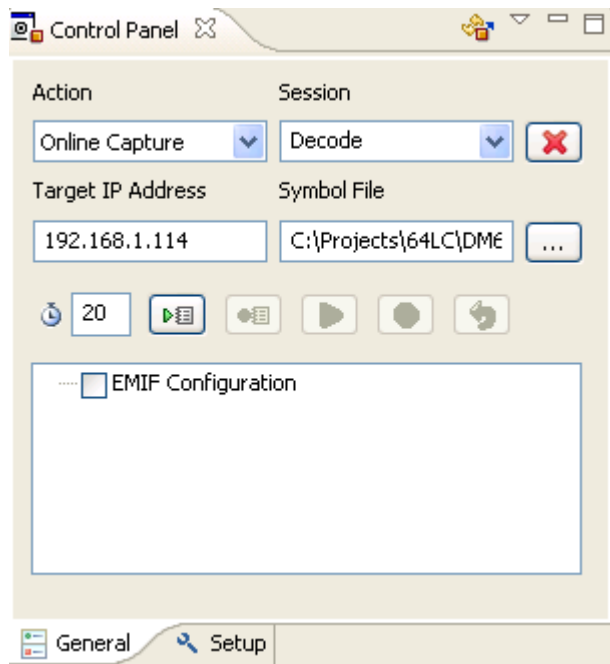 Control Panel
Action Session
Online Capture Decode
Target IP Address Symbol File
192.168.1.114 C:\Projects\64LC\DM6 ...
20
EMIF Configuration
General Setup